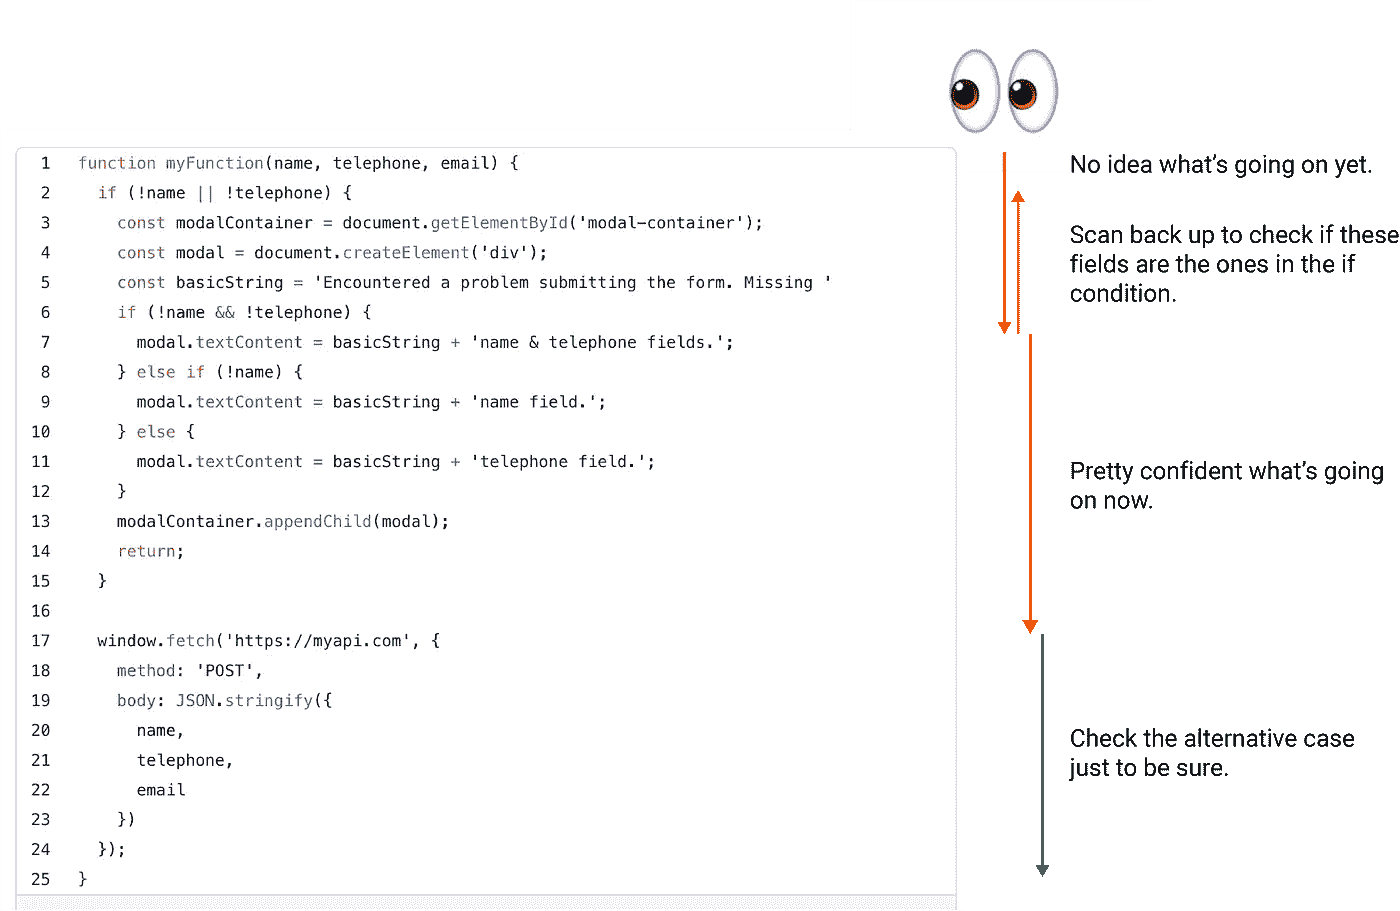 1 function myFunction(name, telephone, email) {
2 if (!name || !telephone) {
3 const modalContainer = document.getElementById('modal-container');
4 const modal = document.createElement('div');
5 const basicString = 'Encountered a problem submitting the form. Missing '
6 if (!name && !telephone) {
7 modal.textContent = basicString + 'name & telephone fields.';
8 } else if (!name) {
9 modal.textContent = basicString + 'name field.';
10 } else {
11 modal.textContent = basicString + 'telephone field.';
12 }
13 modalContainer.appendChild(modal);
14 return;
15 }
16
17 window.fetch('https://myapi.com', {
18 method: 'POST',
19 body: JSON.stringify({
20 name,
21 telephone,
22 email
23 })
24 });
25 }
No idea what’s going on yet.
Scan back up to check if these
fields are the ones in the if
condition.
Pretty confident what’s going
on now.
Check the alternative case
just to be sure.